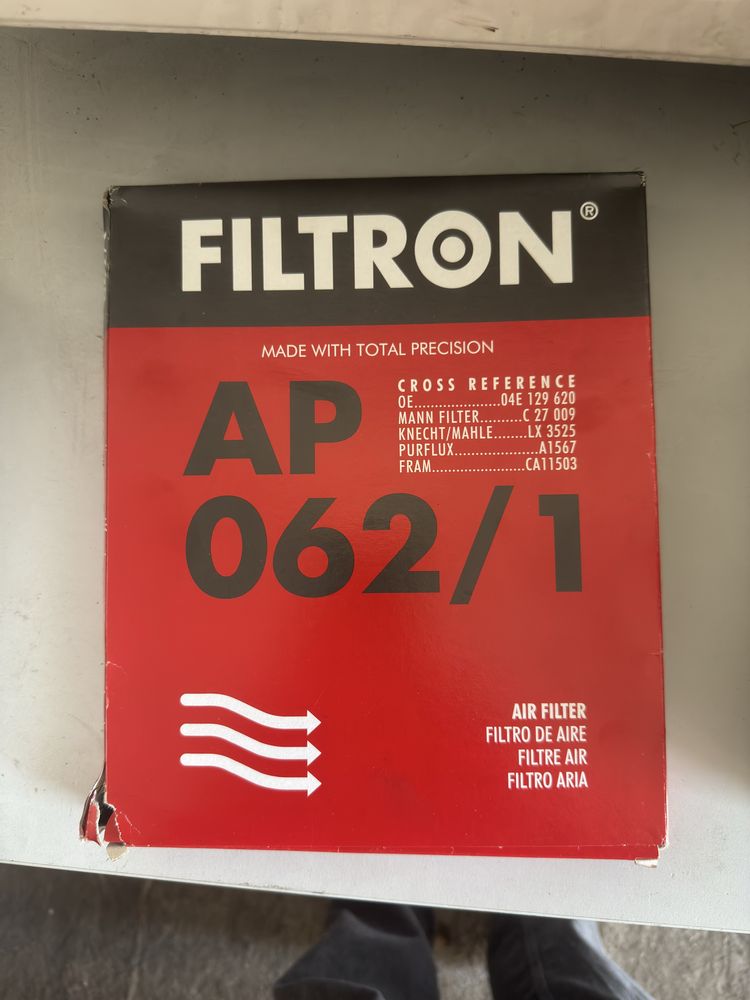 FILTRON®
MADE WITH TOTAL PRECISION
AP
062/1
CROSS REFERENCE
OE.....................04E 129 620
MANN FILTER..........C 27 009
KNECHT/MAHLE........LX 3525
PURFLUX.....................A1567
FRAM.......................CA11503
AIR FILTER
FILTRO DE AIRE
FILTRE AIR
FILTRO ARIA